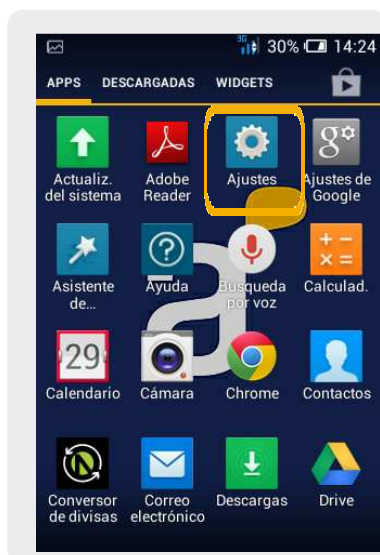 3G 30% 14:24
APPS DESCARGADAS WIDGETS
Actualiz. Adobe Ajustes Ajustes de
del sistema Reader Google
Asistente Ayuda Búsqueda Calculad.
de... por voz
29
Calendario Cámara Chrome Contactos
Conversor Correo Descargas Drive
de divisas electrónico